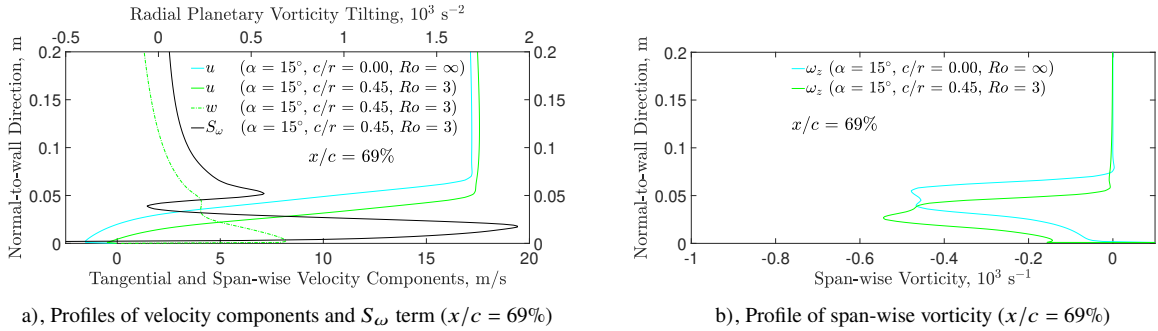 Radial Planetary Vorticity Tilting, 10³ s⁻²
-0.5 0 0.5 1 1.5 2
Normal-to-wall Direction, m
0.2
0.15
0.1
0.05
0
0.2
0.15
0.1
0.05
0
u (α = 15°, c/r = 0.00, Ro = ∞)
u (α = 15°, c/r = 0.45, Ro = 3)
w (α = 15°, c/r = 0.45, Ro = 3)
S_ω (α = 15°, c/r = 0.45, Ro = 3)
x/c = 69%
0 5 10 15 20
Tangential and Span-wise Velocity Components, m/s
a), Profiles of velocity components and S_ω term (x/c = 69%)
Normal-to-wall Direction, m
0.2
0.15
0.1
0.05
0
ω_z (α = 15°, c/r = 0.00, Ro = ∞)
ω_z (α = 15°, c/r = 0.45, Ro = 3)
x/c = 69%
-1 -0.8 -0.6 -0.4 -0.2 0
Span-wise Vorticity, 10³ s⁻¹
b), Profile of span-wise vorticity (x/c = 69%)